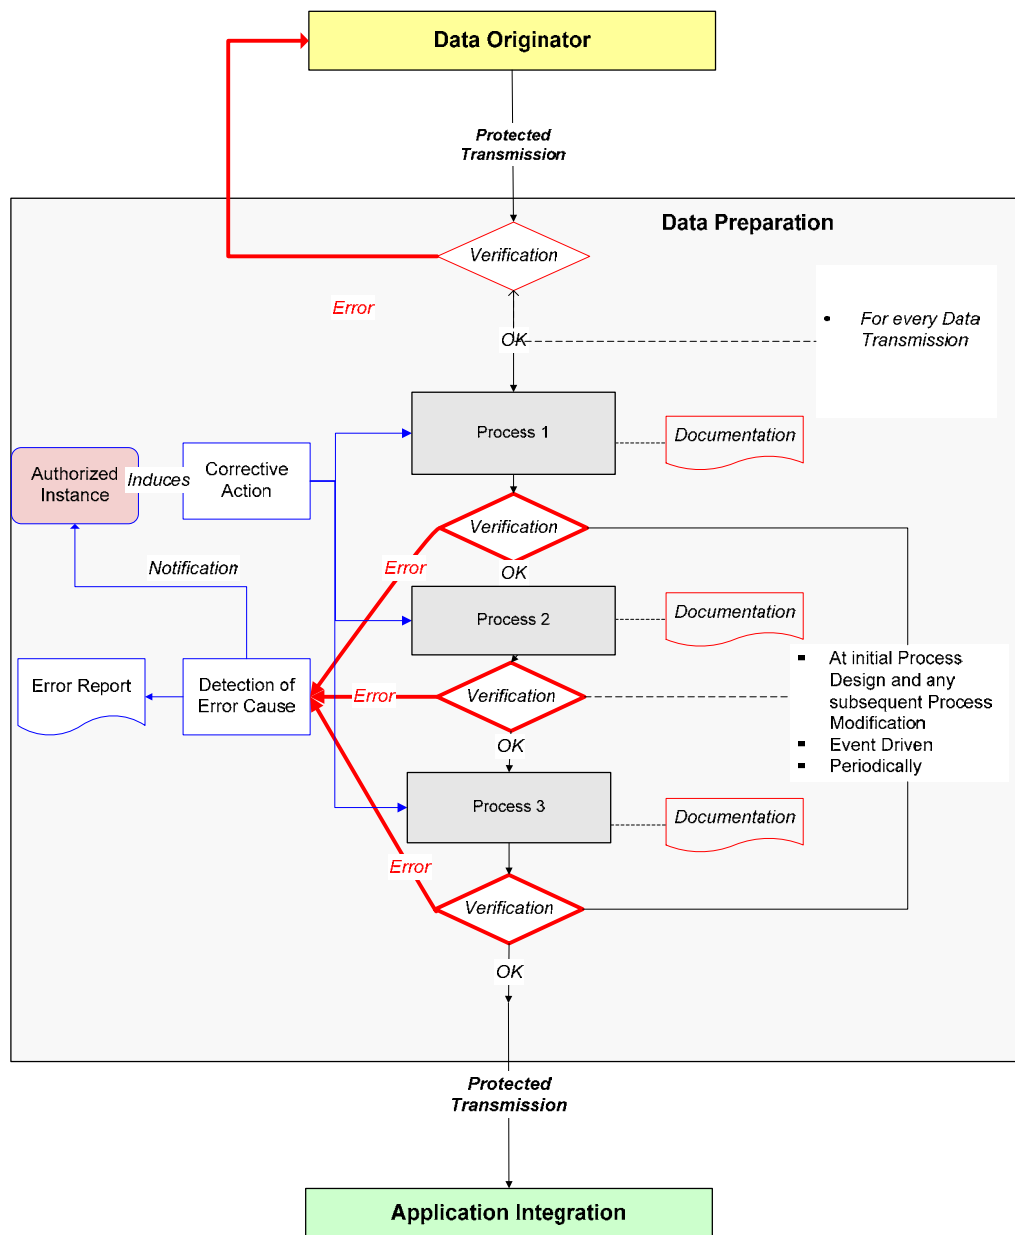 Data Originator
Protected
Transmission
Data Preparation
Verification
Error
OK
• For every Data
Transmission
Process 1
Documentation
Authorized
Instance
Induces
Corrective
Action
Verification
Error
OK
Notification
Process 2
Documentation
Error Report
Detection of
Error Cause
Error
Verification
▪ At initial Process
Design and any
subsequent Process
Modification
▪ Event Driven
▪ Periodically
OK
Process 3
Documentation
Error
Verification
OK
Protected
Transmission
Application Integration